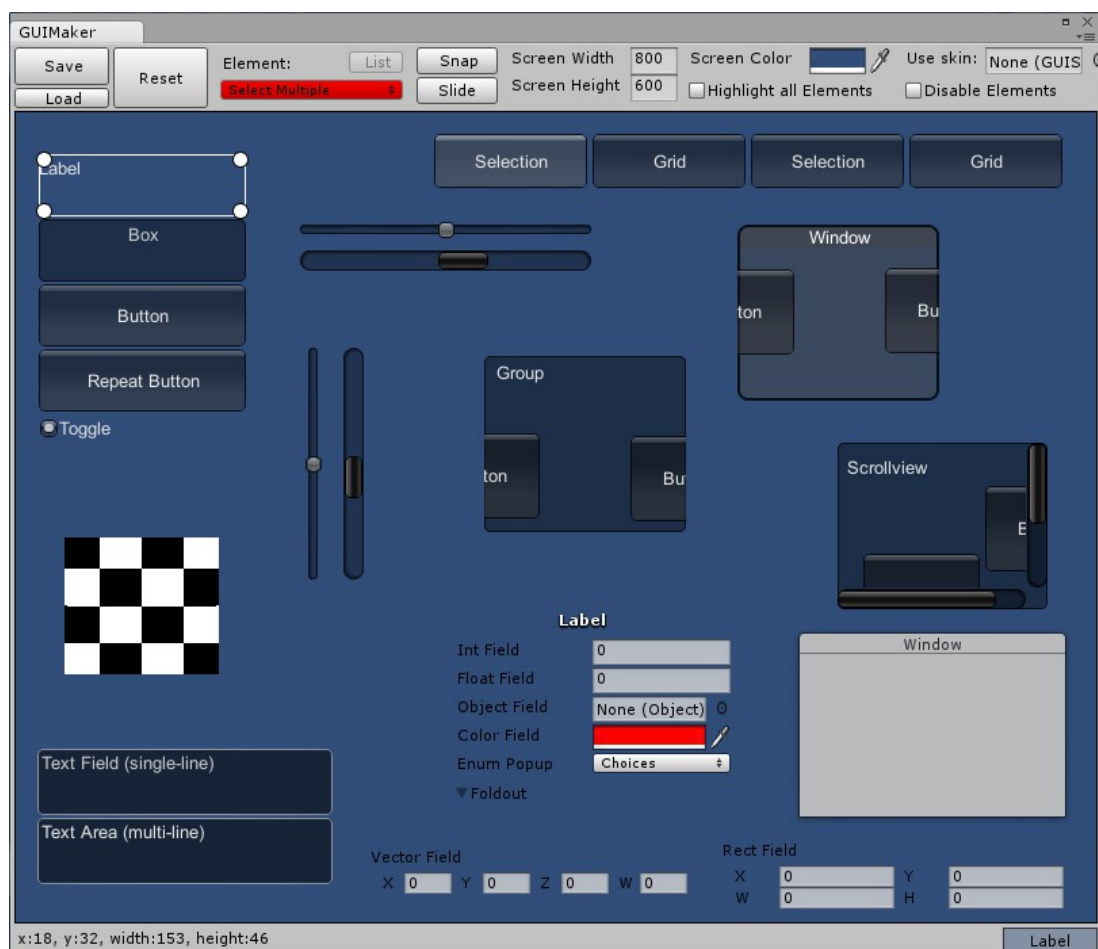 GUIMaker
Save
Load
Reset
Element:
List
Select Multiple
Snap
Slide
Screen Width 800
Screen Height 600
Screen Color
Highlight all Elements
Use skin: None (GUIS
Disable Elements
Label
Selection
Grid
Selection
Grid
Box
Button
Repeat Button
Toggle
Window
ton
Bu
Group
ton
Bu
Scrollview
B
Label
Int Field 0
Float Field 0
Object Field None (Object)
Color Field
Enum Popup Choices
Foldout
Window
Text Field (single-line)
Text Area (multi-line)
Vector Field
X 0 Y 0 Z 0 W 0
Rect Field
X 0 Y 0
W 0 H 0
x:18, y:32, width:153, height:46
Label